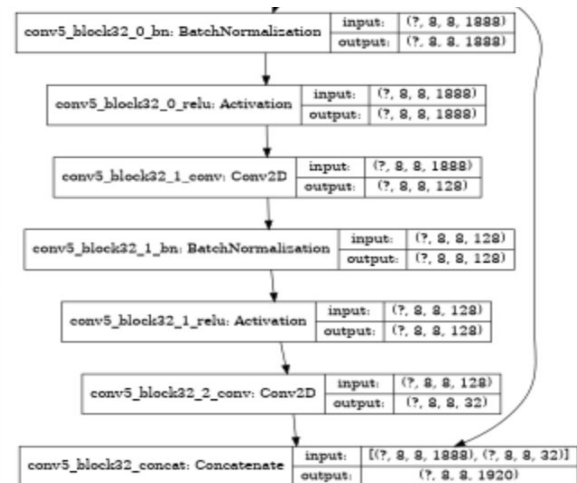 conv5_block32_0_bn: BatchNormalization input: (?, 8, 8, 1888)
output: (?, 8, 8, 1888)
conv5_block32_0_relu: Activation input: (?, 8, 8, 1888)
output: (?, 8, 8, 1888)
conv5_block32_1_conv: Conv2D input: (?, 8, 8, 1888)
output: (?, 8, 8, 128)
conv5_block32_1_bn: BatchNormalization input: (?, 8, 8, 128)
output: (?, 8, 8, 128)
conv5_block32_1_relu: Activation input: (?, 8, 8, 128)
output: (?, 8, 8, 128)
conv5_block32_2_conv: Conv2D input: (?, 8, 8, 128)
output: (?, 8, 8, 32)
conv5_block32_concat: Concatenate input: [(?, 8, 8, 1888), (?, 8, 8, 32)]
output: (?, 8, 8, 1920)